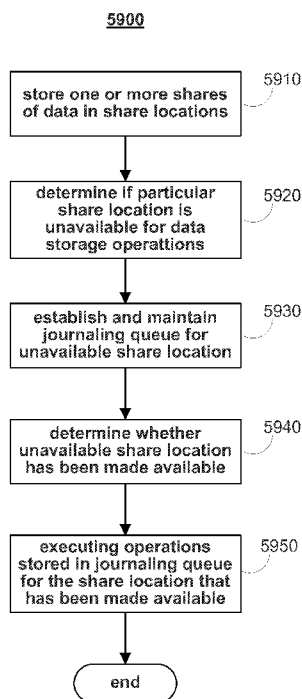 5900
store one or more shares
of data in share locations
5910
determine if particular
share location is
unavailable for data
storage operattions
5920
establish and maintain
journaling queue for
unavailable share location
5930
determine whether
unavailable share location
has been made available
5940
executing operations
stored in journaling queue
for the share location that
has been made available
5950
end